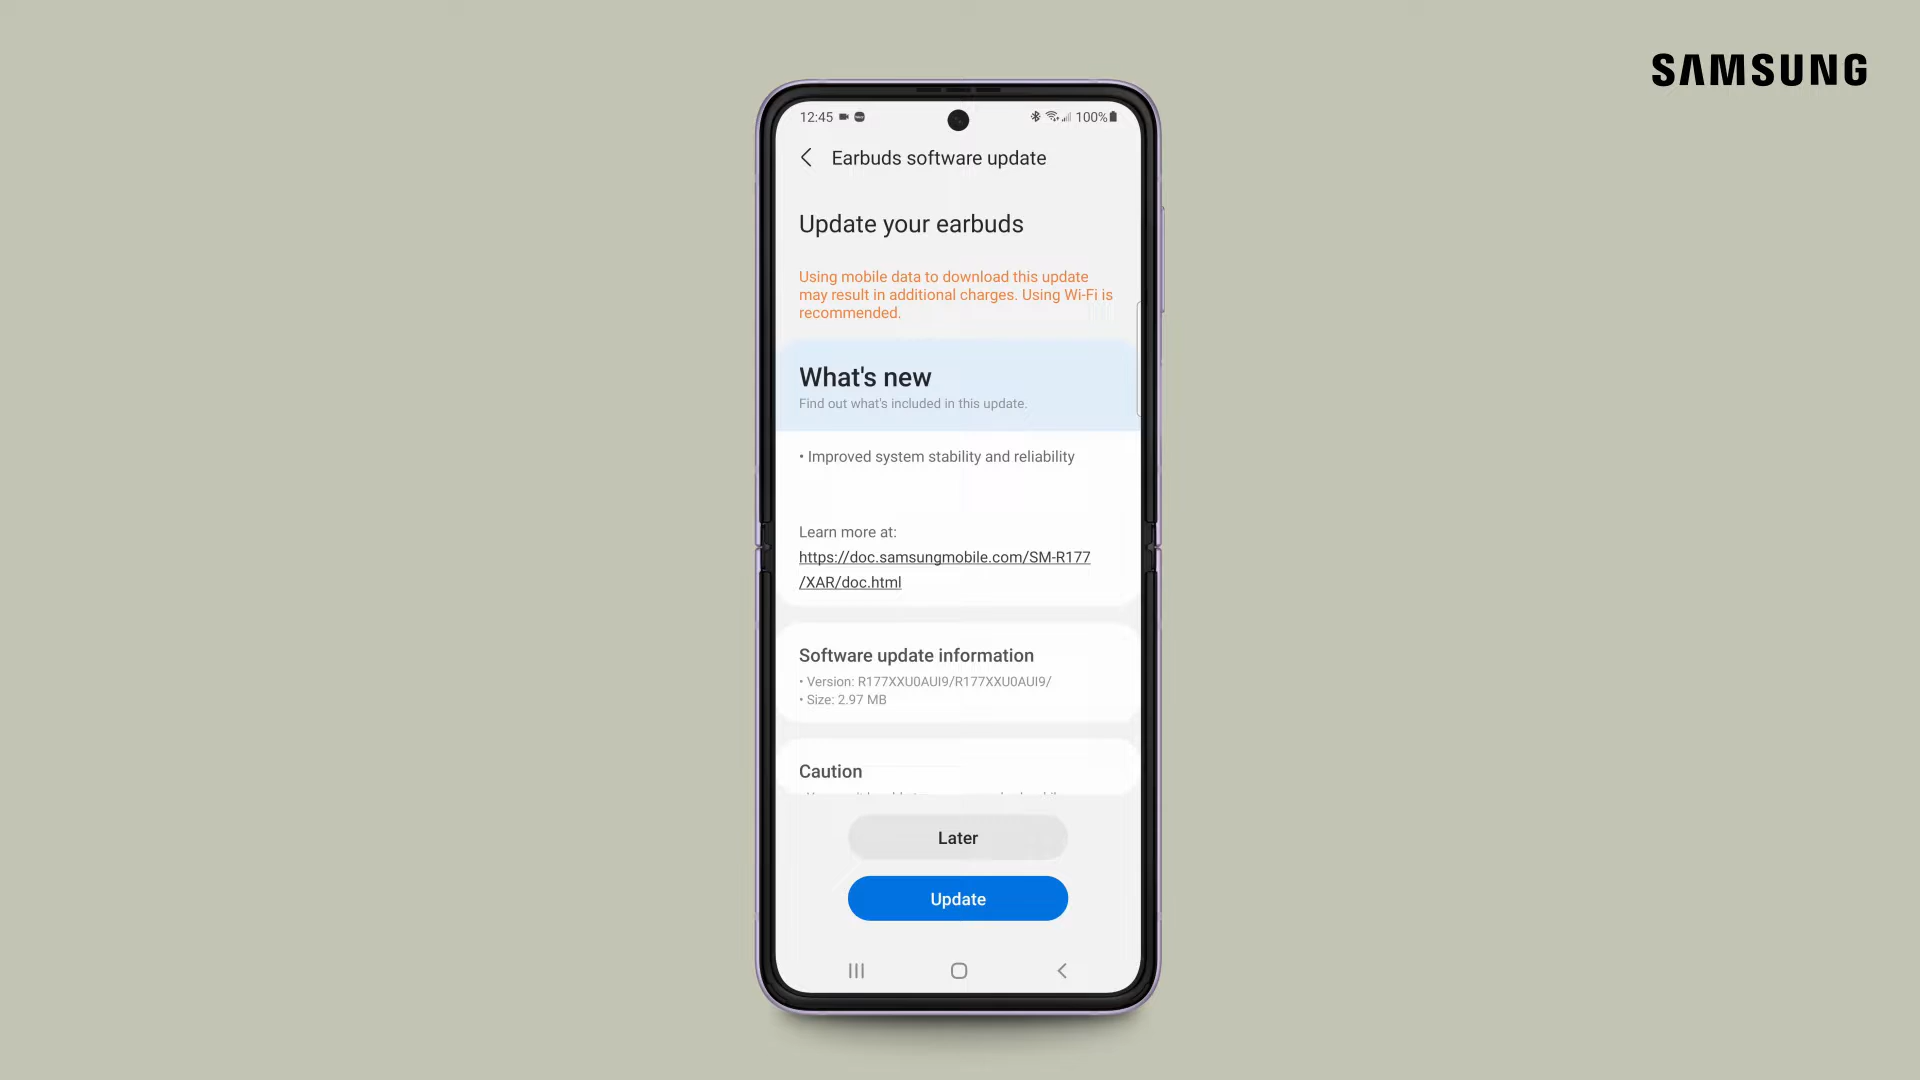 SAMSUNG
12:45
100%
Earbuds software update
Update your earbuds
Using mobile data to download this update
may result in additional charges. Using Wi-Fi is
recommended.
What's new
Find out what's included in this update.
• Improved system stability and reliability
Learn more at:
https://doc.samsungmobile.com/SM-R177
/XAR/doc.html
Software update information
• Version: R177XXU0AUI9/R177XXU0AUI9/
• Size: 2.97 MB
Caution
Later
Update